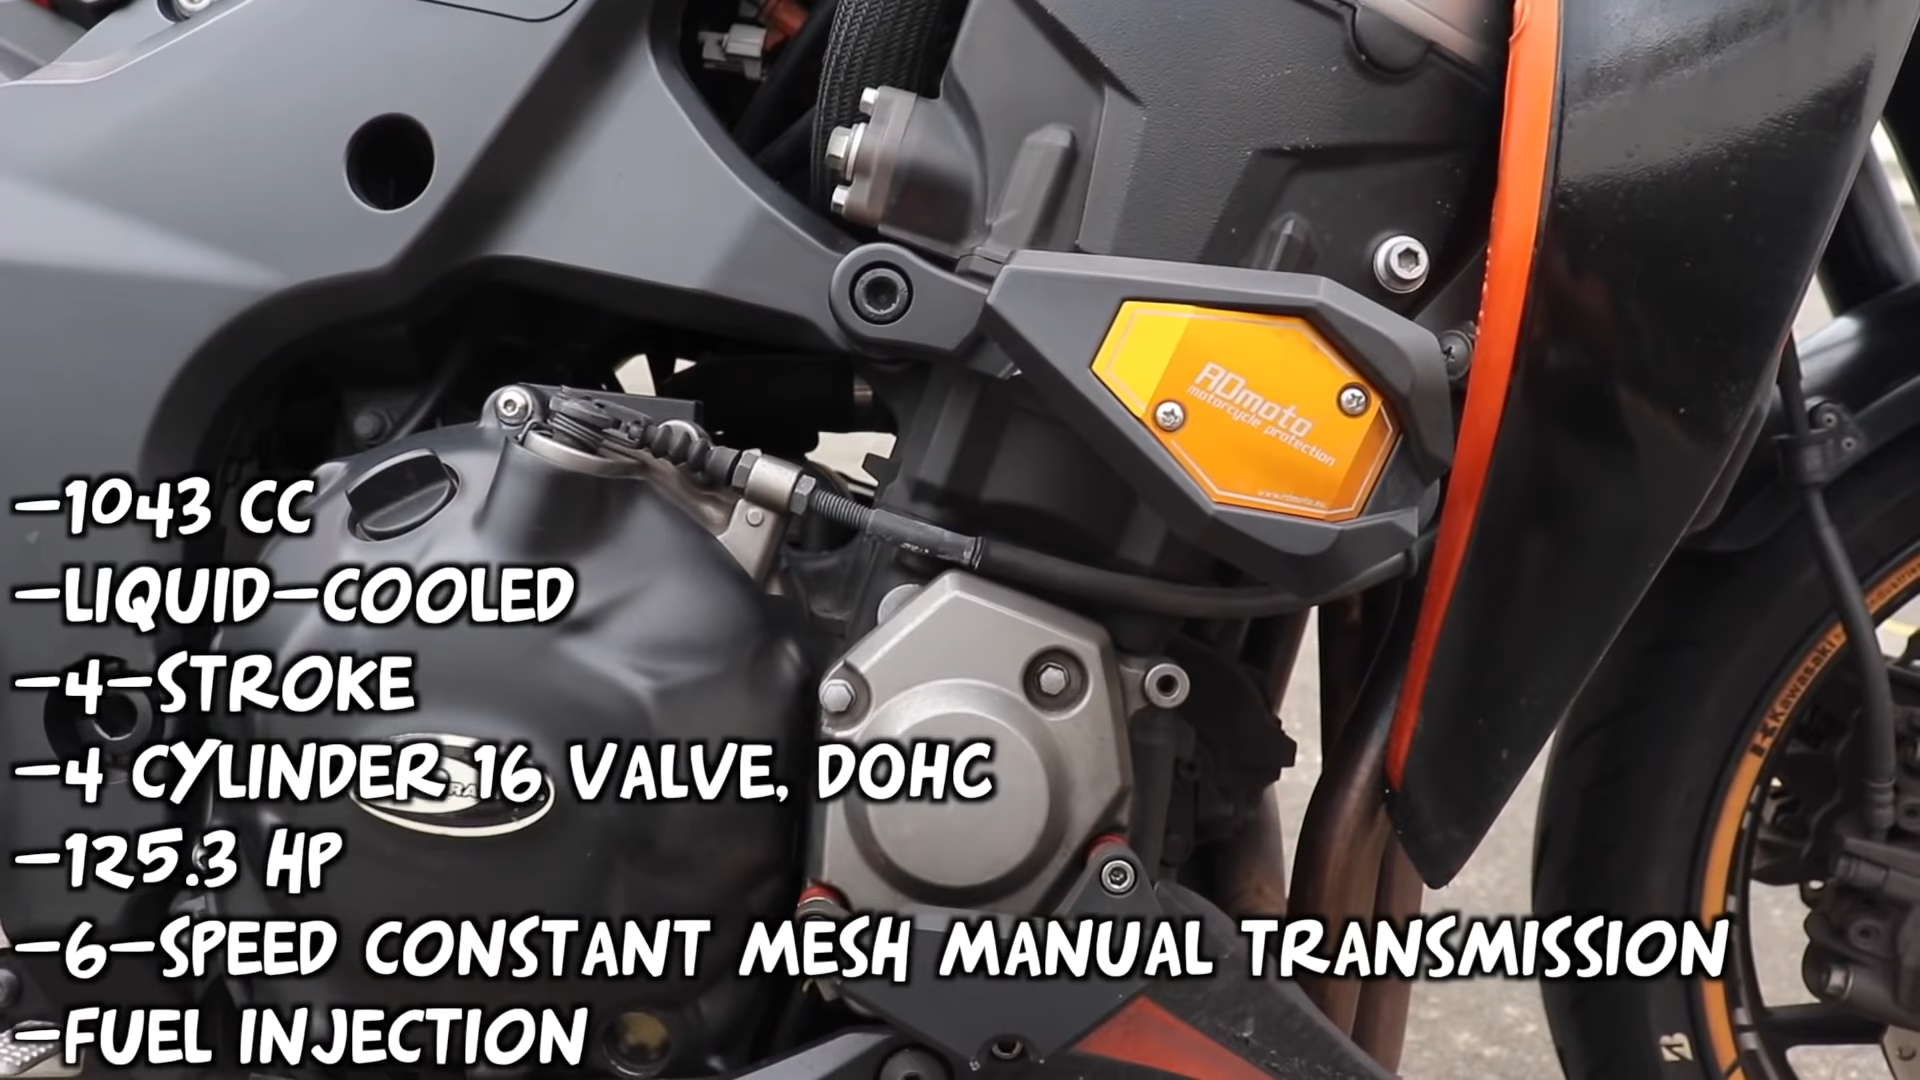 RDmoto
motorcycle protection
Kawasaki
-1043 CC
-LIQUID-COOLED
-4-STROKE
-4 CYLINDER 16 VALVE, DOHC
-125.3 HP
-6-SPEED CONSTANT MESH MANUAL TRANSMISSION
-FUEL INJECTION